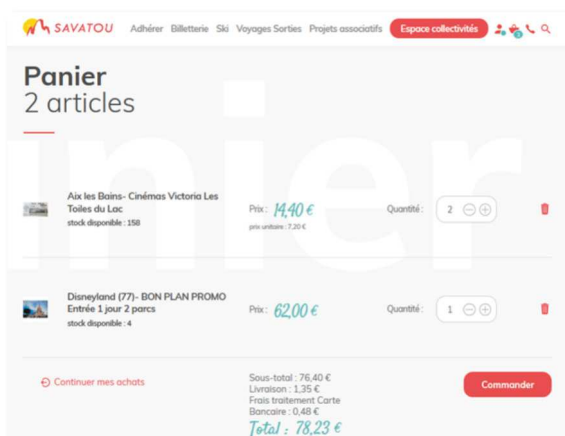 SAVATOU Adhérer Billetterie Ski Voyages Sorties Projets associatifs Espace collectivités
Panier
2 articles
Aix les Bains- Cinémas Victoria Les
Toiles du Lac
stock disponible : 158
Prix : 14,40 €
prix unitaire : 7,20 €
Quantité : 2
Disneyland (77)- BON PLAN PROMO
Entrée 1 jour 2 parcs
stock disponible : 4
Prix : 62,00 €
Quantité : 1
Continuer mes achats
Sous-total : 76,40 €
Livraison : 1,35 €
Frais traitement Carte
Bancaire : 0,48 €
Total : 78,23 €
Commander